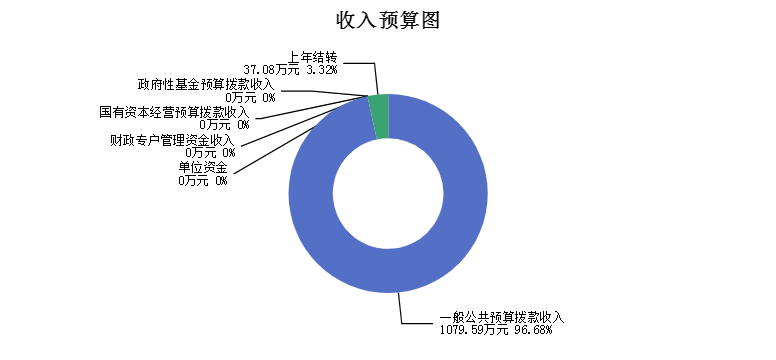 收入预算图
上年结转
37.08万元 3.32%
政府性基金预算拨款收入
0万元 0%
国有资本经营预算拨款收入
0万元 0%
财政专户管理资金收入
0万元 0%
单位资金
0万元 0%
一般公共预算拨款收入
1079.59万元 96.68%